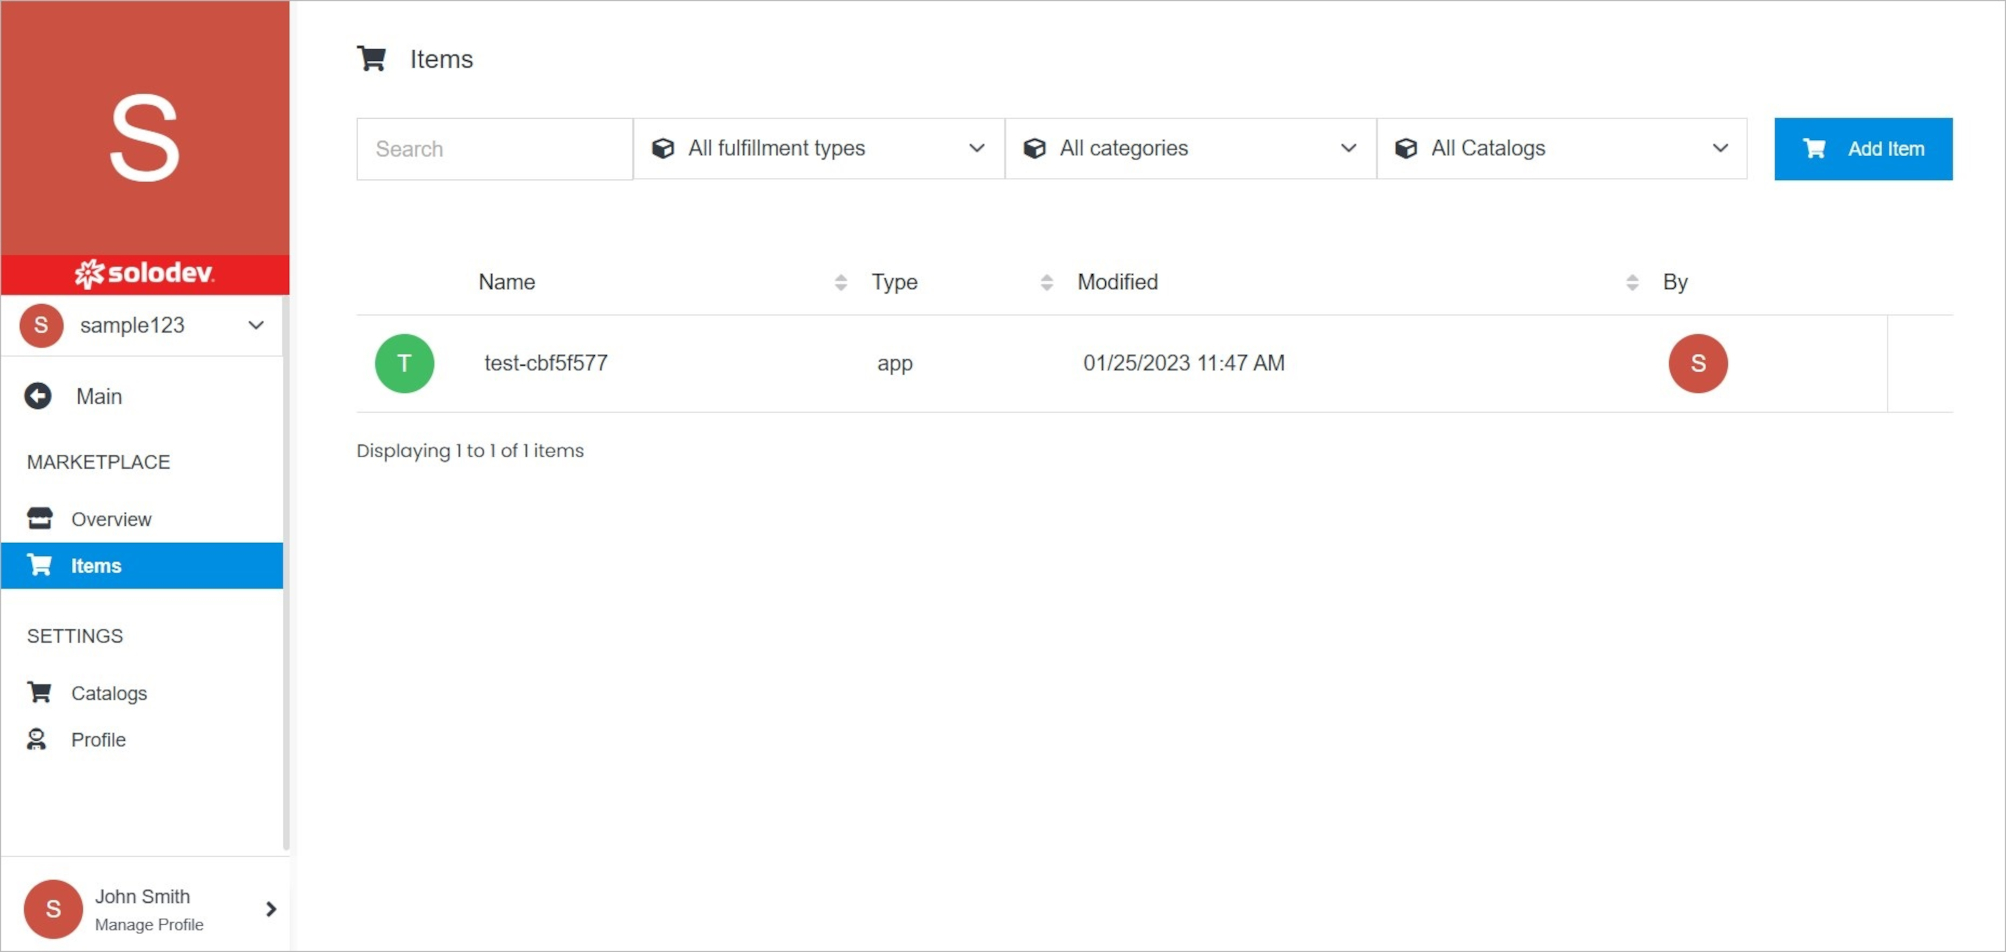 S
solodev
S sample123
Main
MARKETPLACE
Overview
Items
SETTINGS
Catalogs
Profile
S John Smith
Manage Profile
Items
Search All fulfillment types All categories All Catalogs Add Item
Name Type Modified By
T test-cbf5f577 app 01/25/2023 11:47 AM S
Displaying 1 to 1 of 1 items